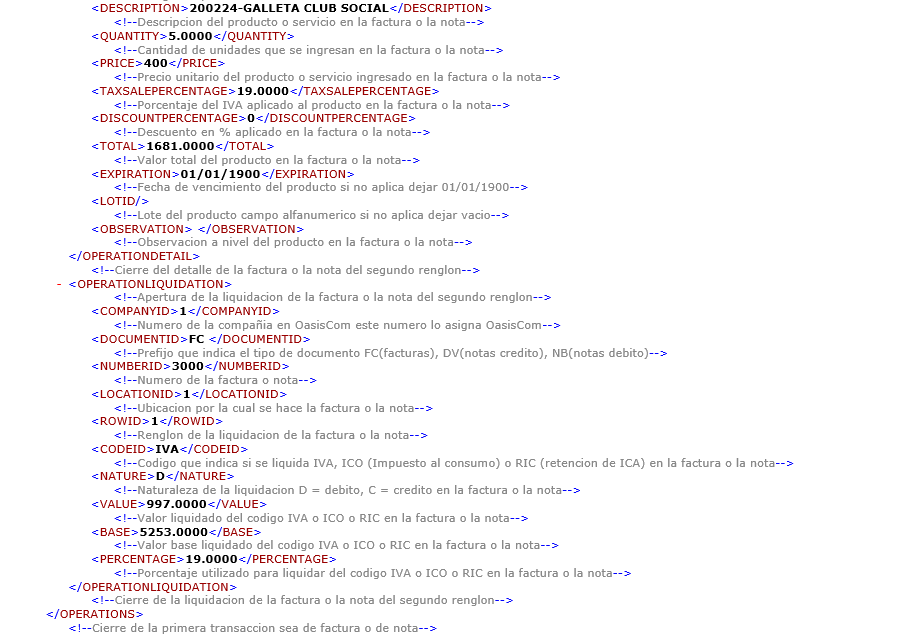 <DESCRIPTION>200224-GALLETA CLUB SOCIAL</DESCRIPTION>
<!--Descripcion del producto o servicio en la factura o la nota-->
<QUANTITY>5.0000</QUANTITY>
<!--Cantidad de unidades que se ingresan en la factura o la nota-->
<PRICE>400</PRICE>
<!--Precio unitario del producto o servicio ingresado en la factura o la nota-->
<TAXSALEPERCENTAGE>19.0000</TAXSALEPERCENTAGE>
<!--Porcentaje del IVA aplicado al producto en la factura o la nota-->
<DISCOUNTPERCENTAGE>0</DISCOUNTPERCENTAGE>
<!--Descuento en % aplicado en la factura o la nota-->
<TOTAL>1681.0000</TOTAL>
<!--Valor total del producto en la factura o la nota-->
<EXPIRATION>01/01/1900</EXPIRATION>
<!--Fecha de vencimiento del producto si no aplica dejar 01/01/1900-->
<LOTID/>
<!--Lote del producto campo alfanumerico si no aplica dejar vacio-->
<OBSERVATION> </OBSERVATION>
<!--Observacion a nivel del producto en la factura o la nota-->
</OPERATIONDETAIL>
<!--Cierre del detalle de la factura o la nota del segundo renglon-->
- <OPERATIONLIQUIDATION>
<!--Apertura de la liquidacion de la factura o la nota del segundo renglon-->
<COMPANYID>1</COMPANYID>
<!--Numero de la compañia en OasisCom este numero lo asigna OasisCom-->
<DOCUMENTID>FC </DOCUMENTID>
<!--Prefijo que indica el tipo de documento FC(facturas), DV(notas credito), NB(notas debito)-->
<NUMBERID>3000</NUMBERID>
<!--Numero de la factura o nota-->
<LOCATIONID>1</LOCATIONID>
<!--Ubicacion por la cual se hace la factura o la nota-->
<ROWID>1</ROWID>
<!--Renglon de la liquidacion de la factura o la nota-->
<CODEID>IVA</CODEID>
<!--Codigo que indica si se liquida IVA, ICO (Impuesto al consumo) o RIC (retencion de ICA) en la factura o la nota-->
<NATURE>D</NATURE>
<!--Naturaleza de la liquidacion D = debito, C = credito en la factura o la nota-->
<VALUE>997.0000</VALUE>
<!--Valor liquidado del codigo IVA o ICO o RIC en la factura o la nota-->
<BASE>5253.0000</BASE>
<!--Valor base liquidado del codigo IVA o ICO o RIC en la factura o la nota-->
<PERCENTAGE>19.0000</PERCENTAGE>
<!--Porcentaje utilizado para liquidar del codigo IVA o ICO o RIC en la factura o la nota-->
</OPERATIONLIQUIDATION>
<!--Cierre de la liquidacion de la factura o la nota del segundo renglon-->
</OPERATIONS>
<!--Cierre de la primera transaccion sea de factura o de nota-->